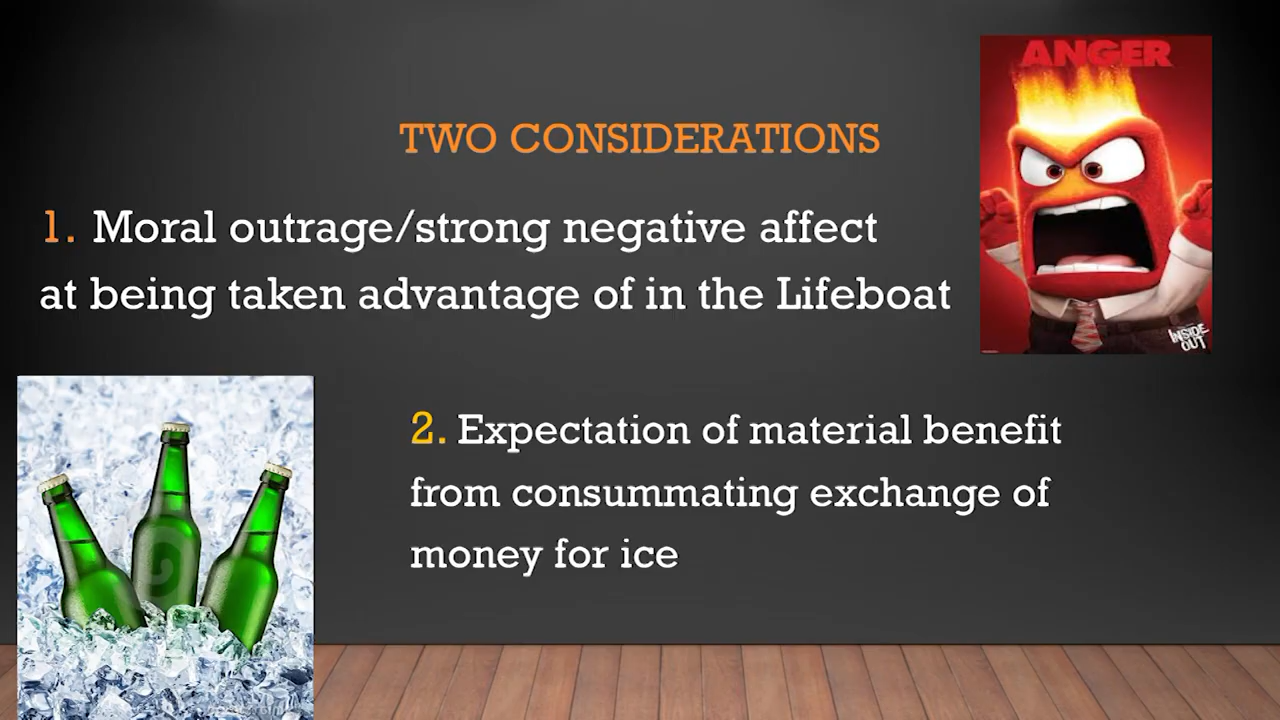 ANGER
TWO CONSIDERATIONS
1. Moral outrage/strong negative affect
at being taken advantage of in the Lifeboat
INSIDE
OUT
2. Expectation of material benefit
from consummating exchange of
money for ice